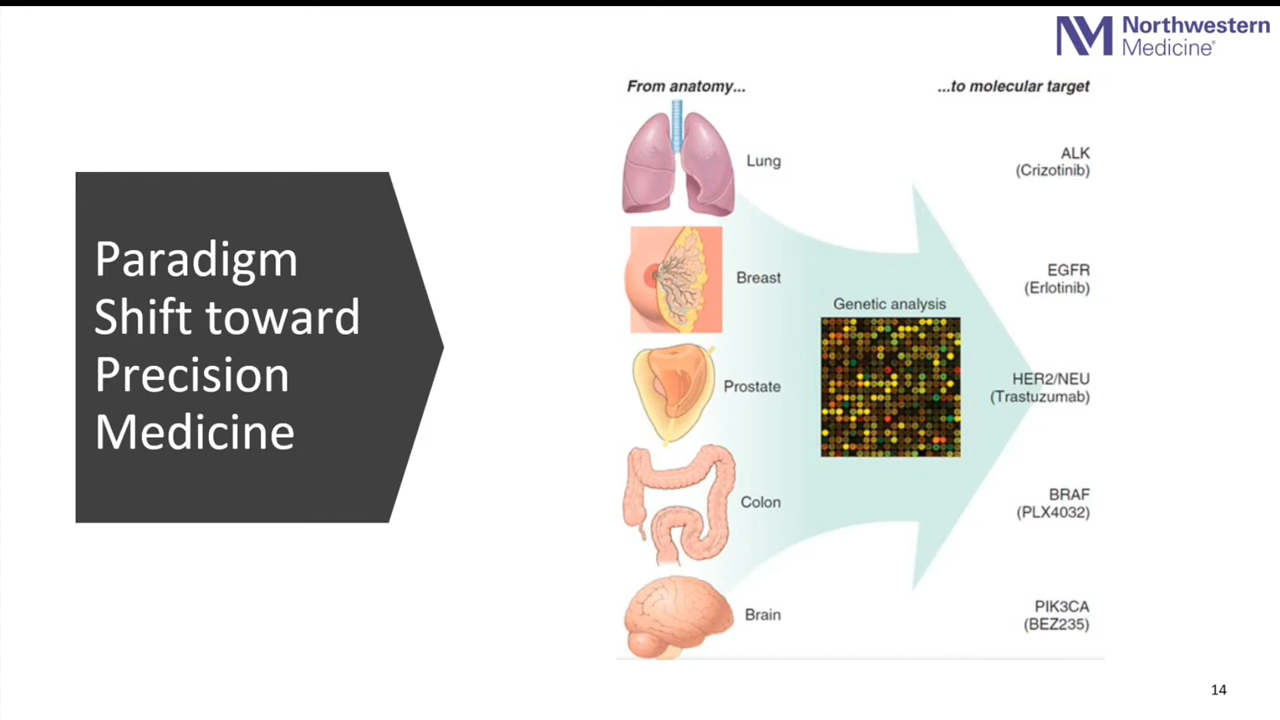 Northwestern
Medicine®
Paradigm
Shift toward
Precision
Medicine
From anatomy...
...to molecular target
Lung
Breast
Prostate
Colon
Brain
Genetic analysis
ALK
(Crizotinib)
EGFR
(Erlotinib)
HER2/NEU
(Trastuzumab)
BRAF
(PLX4032)
PIK3CA
(BEZ235)
14